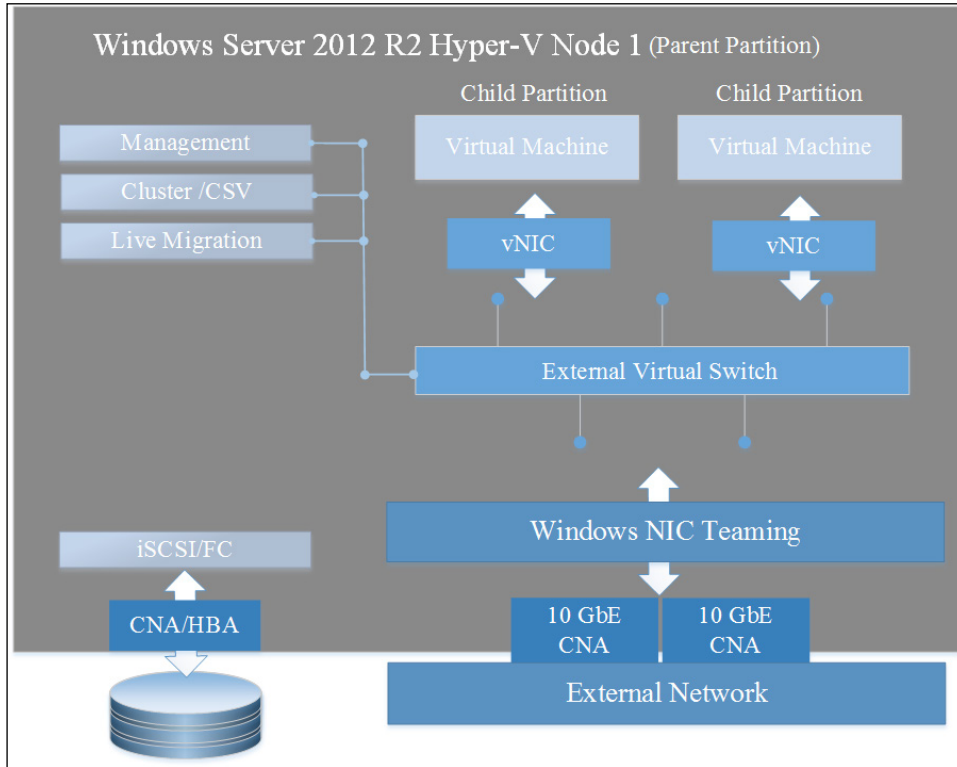 Windows Server 2012 R2 Hyper-V Node 1 (Parent Partition)
Child Partition
Child Partition
Management
Virtual Machine
Virtual Machine
Cluster /CSV
Live Migration
vNIC
vNIC
External Virtual Switch
Windows NIC Teaming
iSCSI/FC
CNA/HBA
10 GbE
CNA
10 GbE
CNA
External Network